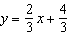 y = 2/3 x + 4/3